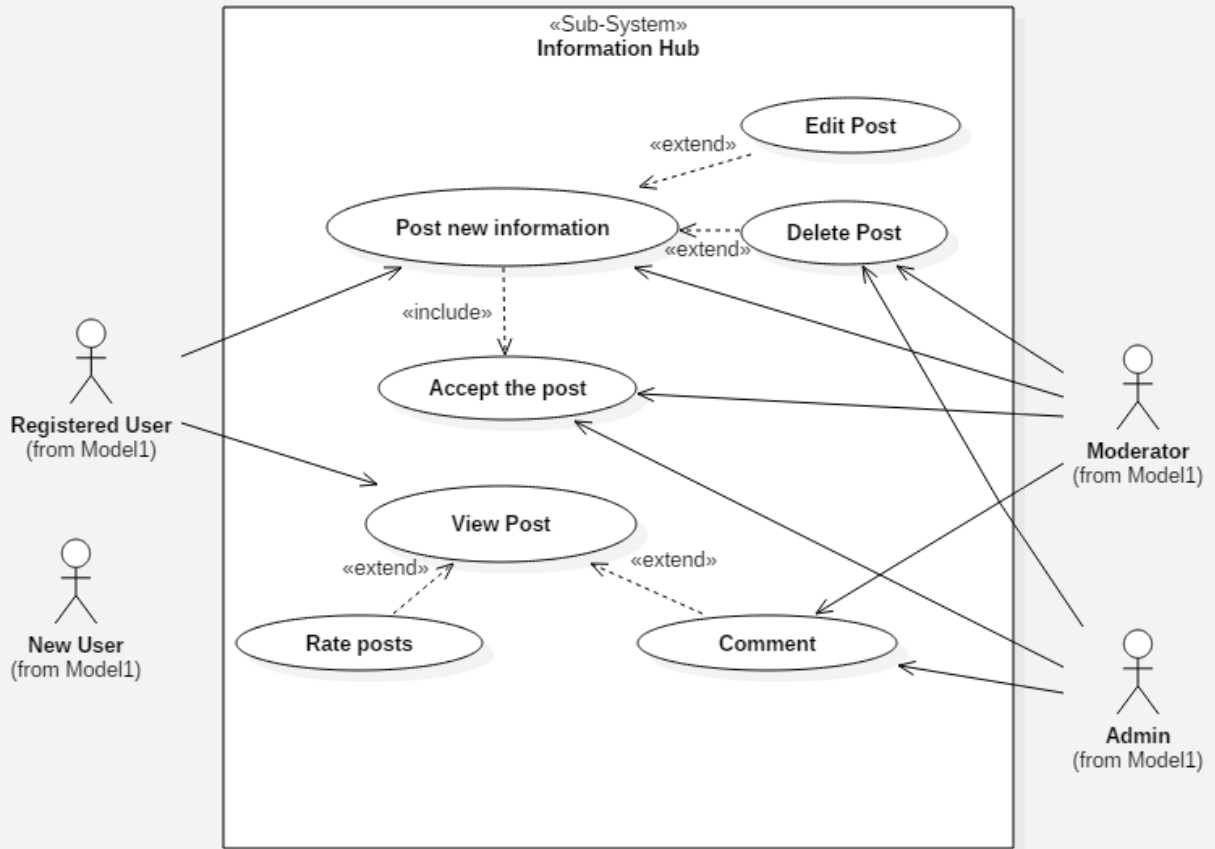 «Sub-System»
Information Hub
Edit Post
«extend»
Post new information
Delete Post
«extend»
«include»
Accept the post
Registered User
(from Model1)
Moderator
(from Model1)
View Post
«extend»
«extend»
New User
(from Model1)
Rate posts
Comment
Admin
(from Model1)